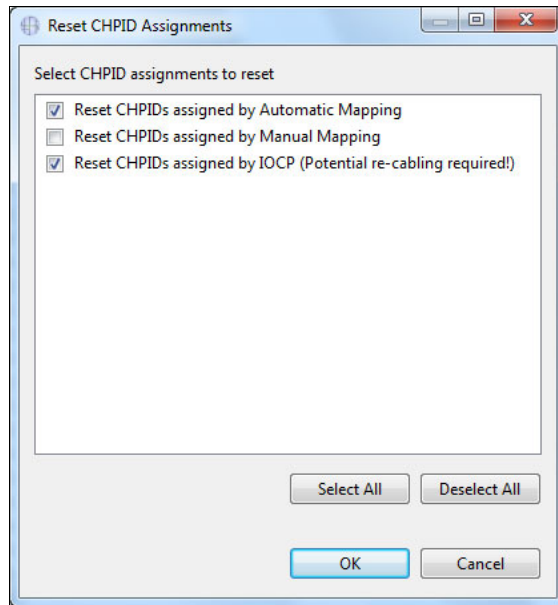 Reset CHPID Assignments
Select CHPID assignments to reset
Reset CHPIDs assigned by Automatic Mapping
Reset CHPIDs assigned by Manual Mapping
Reset CHPIDs assigned by IOCP (Potential re-cabling required!)
Select All
Deselect All
OK
Cancel